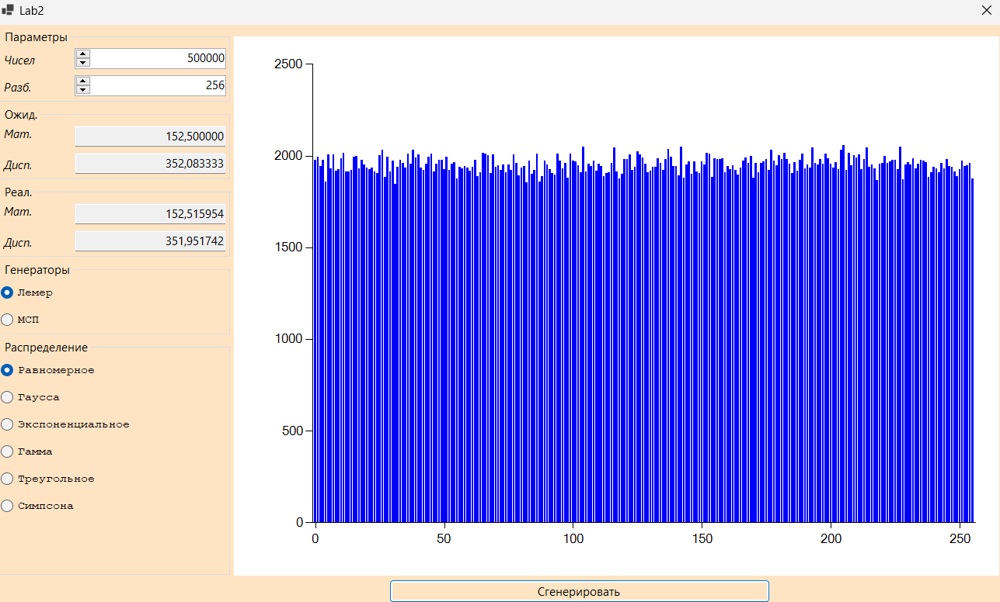 Lab2
Параметры
Чисел 500000
Разб. 256
Ожид.
Мат. 152,500000
Дисп. 352,083333
Реал.
Мат. 152,515954
Дисп. 351,951742
Генераторы
Лемер
МСП
Распределение
Равномерное
Гаусса
Экспоненциальное
Гамма
Треугольное
Симпсона
2500
2000
1500
1000
500
0
0 50 100 150 200 250
Сгенерировать